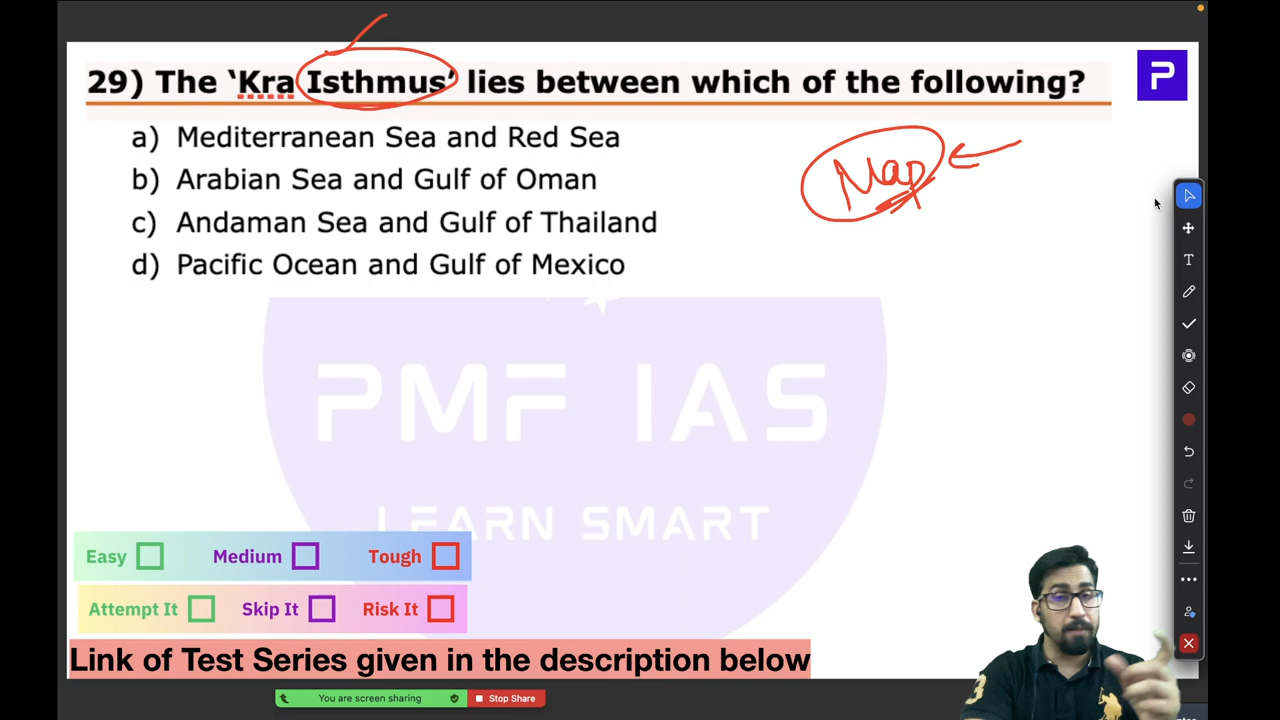 29) The ‘Kra Isthmus’ lies between which of the following?
a) Mediterranean Sea and Red Sea
b) Arabian Sea and Gulf of Oman
c) Andaman Sea and Gulf of Thailand
d) Pacific Ocean and Gulf of Mexico
Map
P
PMF IAS
LEARN SMART
Easy Medium Tough
Attempt It Skip It Risk It
Link of Test Series given in the description below
You are screen sharing Stop Share
T
3